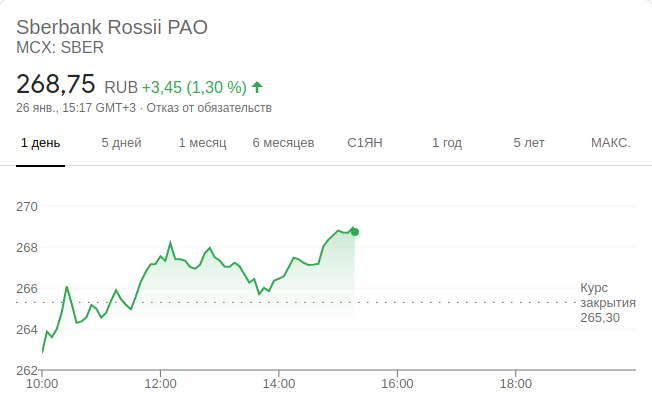 Sberbank Rossii PAO
MCX: SBER
268,75 RUB +3,45 (1,30 %)
26 янв., 15:17 GMT+3 · Отказ от обязательств
1 день 5 дней 1 месяц 6 месяцев С1ЯН 1 год 5 лет МАКС.
270
268
266
264
262
Курс
закрытия
265,30
10:00 12:00 14:00 16:00 18:00